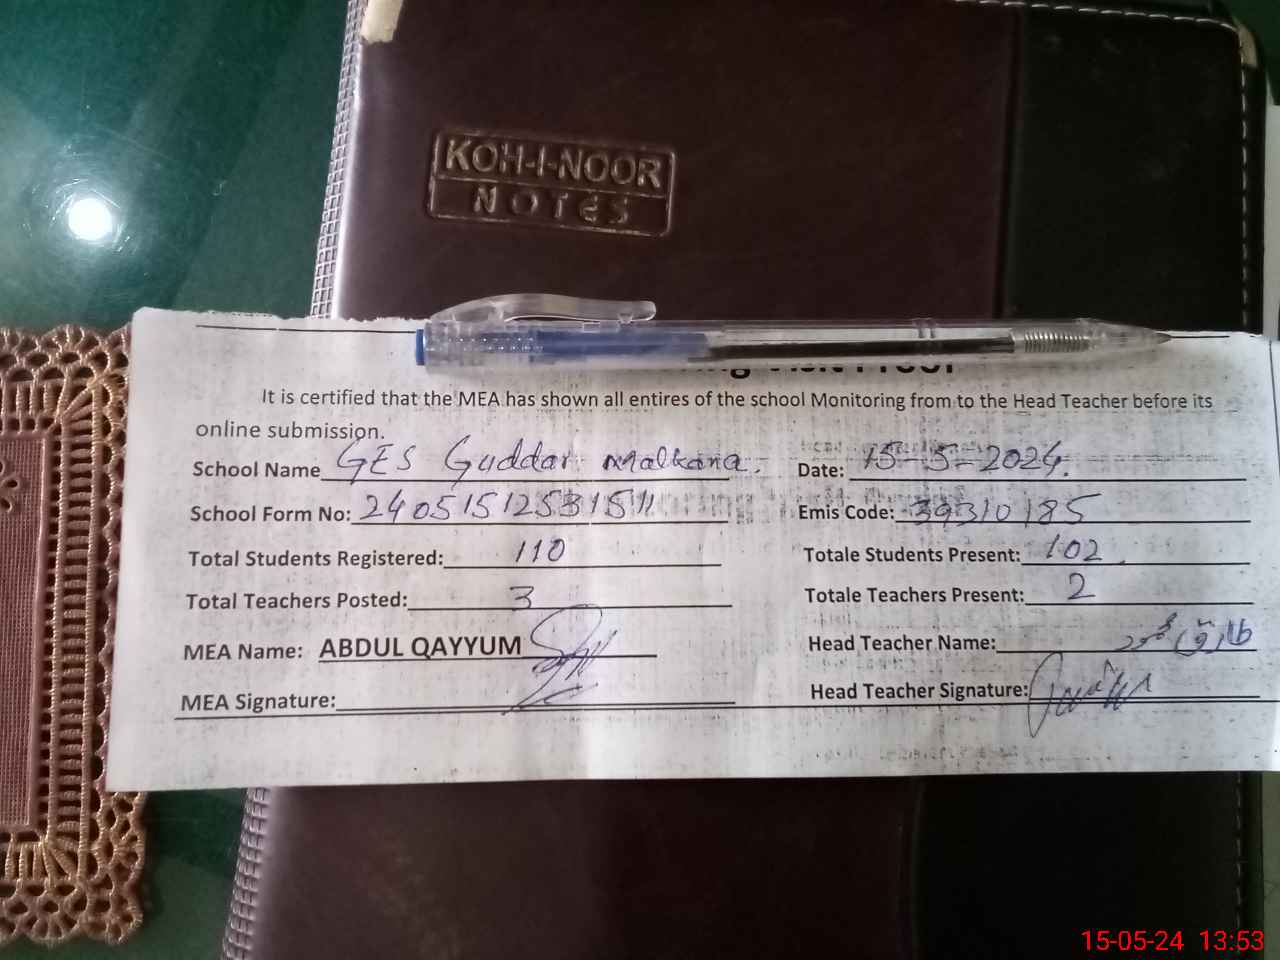 KOH-I-NOOR
NOTES
It is certified that the MEA has shown all entires of the school Monitoring from to the Head Teacher before its
online submission.
School Name GES Guddar Malkana. Date: 15-5-2024.
School Form No: 24051512531511 Emis Code: 39310185
Total Students Registered: 110 Totale Students Present: 102
Total Teachers Posted: 3 Totale Teachers Present: 2
MEA Name: ABDUL QAYYUM Head Teacher Name:
MEA Signature: Head Teacher Signature:
15-05-24 13:53